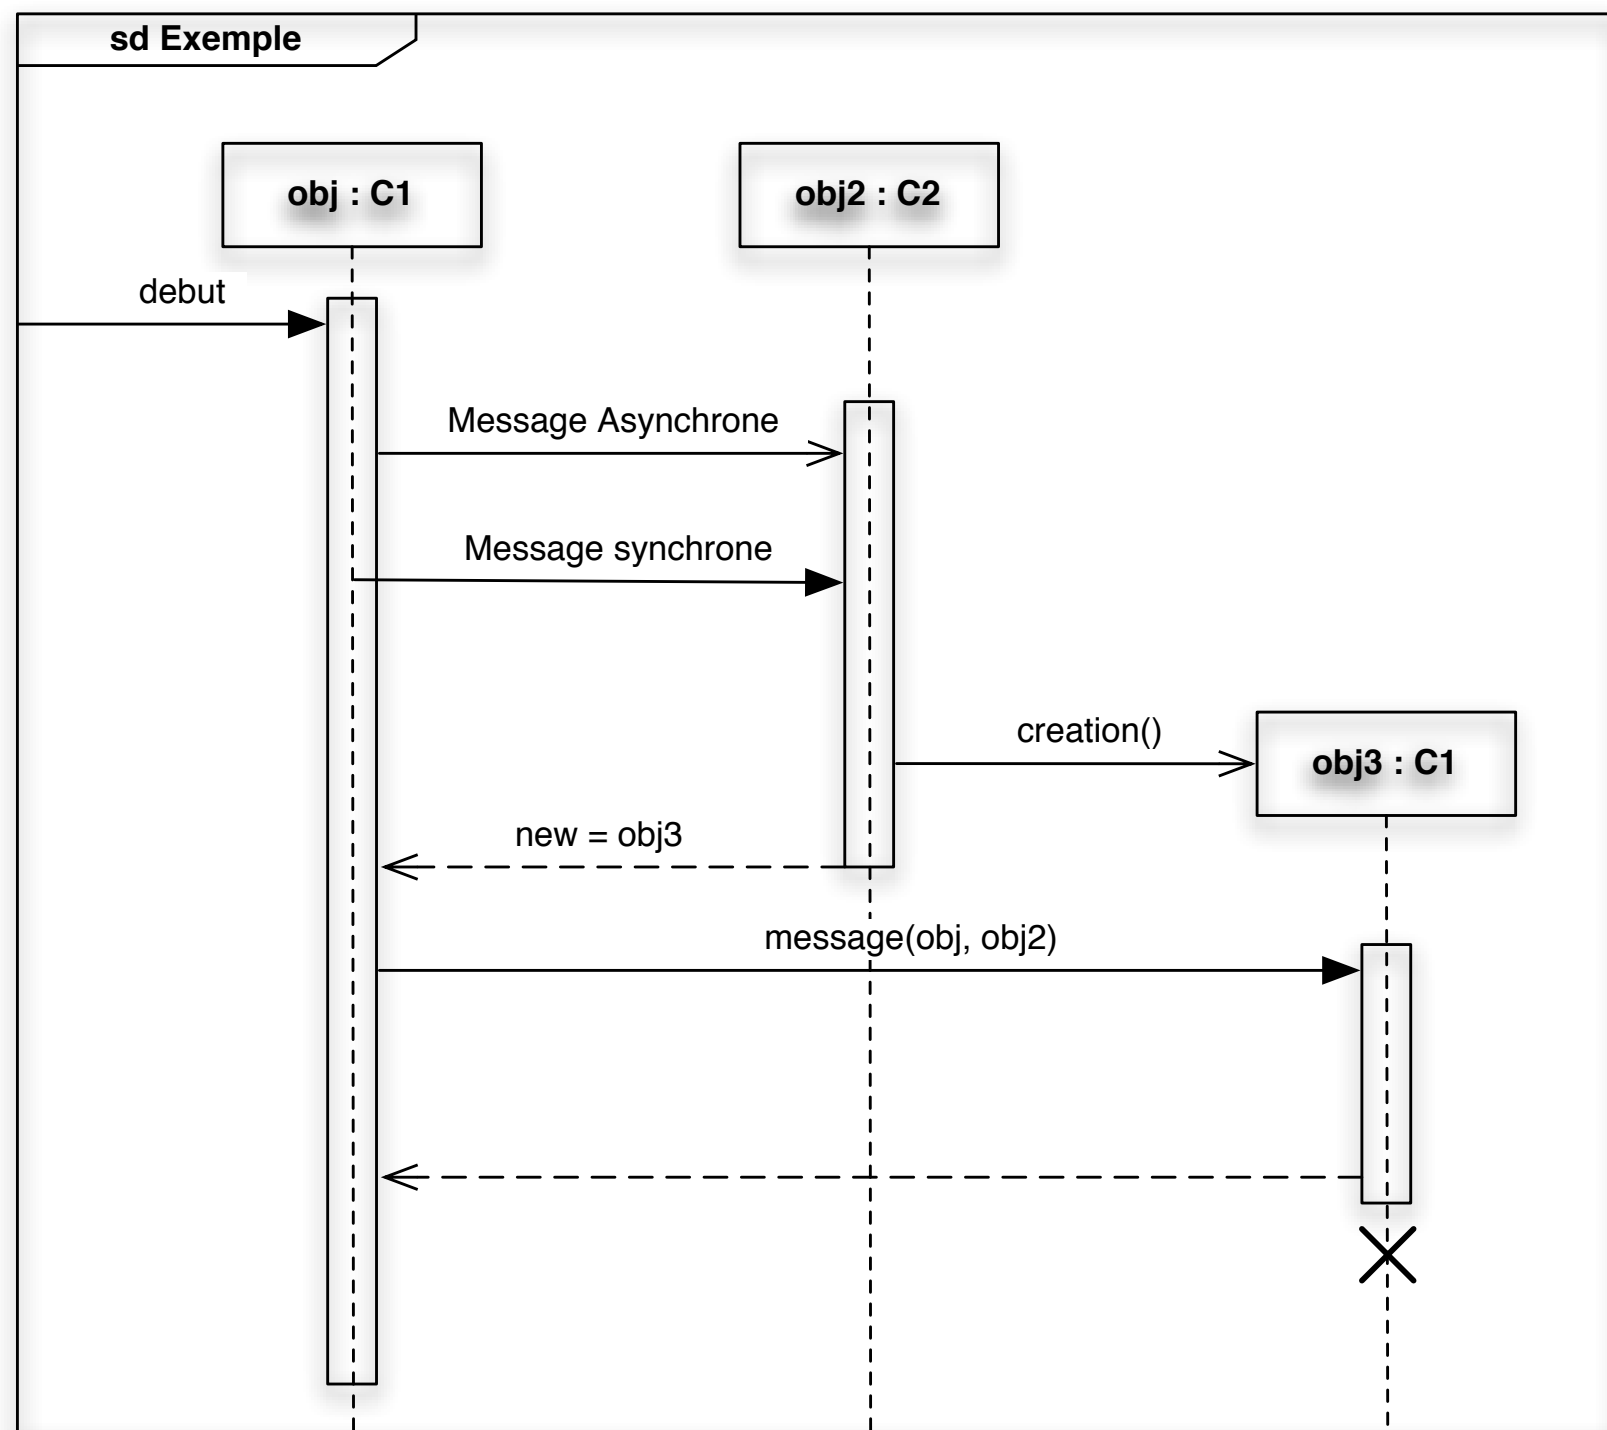 sd Exemple
obj : C1
obj2 : C2
debut
Message Asynchrone
Message synchrone
creation()
obj3 : C1
new = obj3
message(obj, obj2)